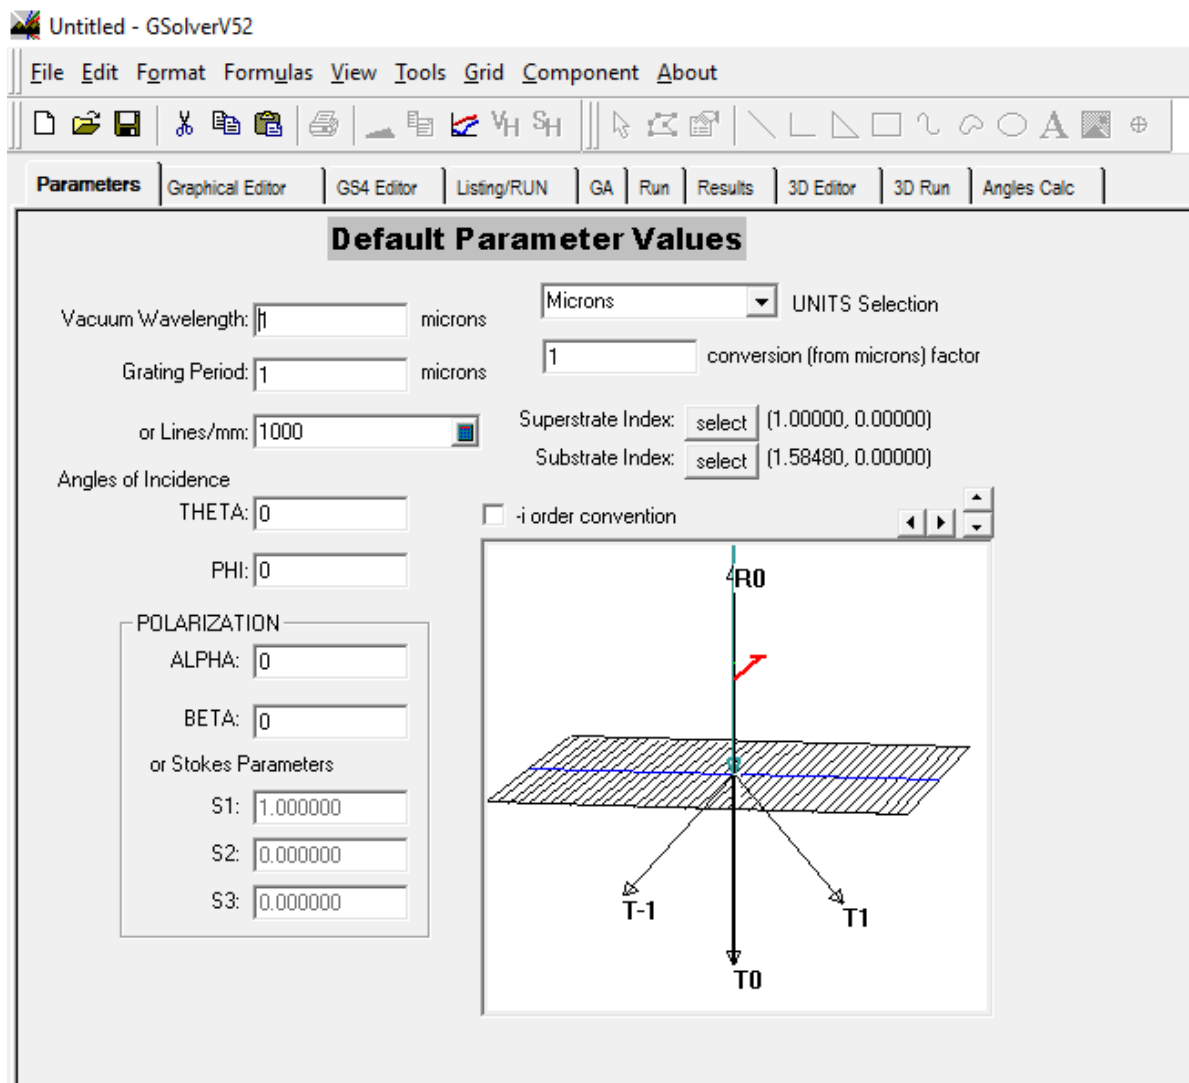 Untitled - GSolverV52
File Edit Format Formulas View Tools Grid Component About
VH SH A
Parameters Graphical Editor GS4 Editor Listing/RUN GA Run Results 3D Editor 3D Run Angles Calc
Default Parameter Values
Vacuum Wavelength: 1 microns
Microns UNITS Selection
Grating Period: 1 microns
1 conversion (from microns) factor
or Lines/mm: 1000
Superstrate Index: select (1.00000, 0.00000)
Substrate Index: select (1.58480, 0.00000)
Angles of Incidence
THETA: 0
-i order convention
PHI: 0
R0
POLARIZATION
ALPHA: 0
BETA: 0
or Stokes Parameters
S1: 1.000000
S2: 0.000000
S3: 0.000000
T-1
T1
T0